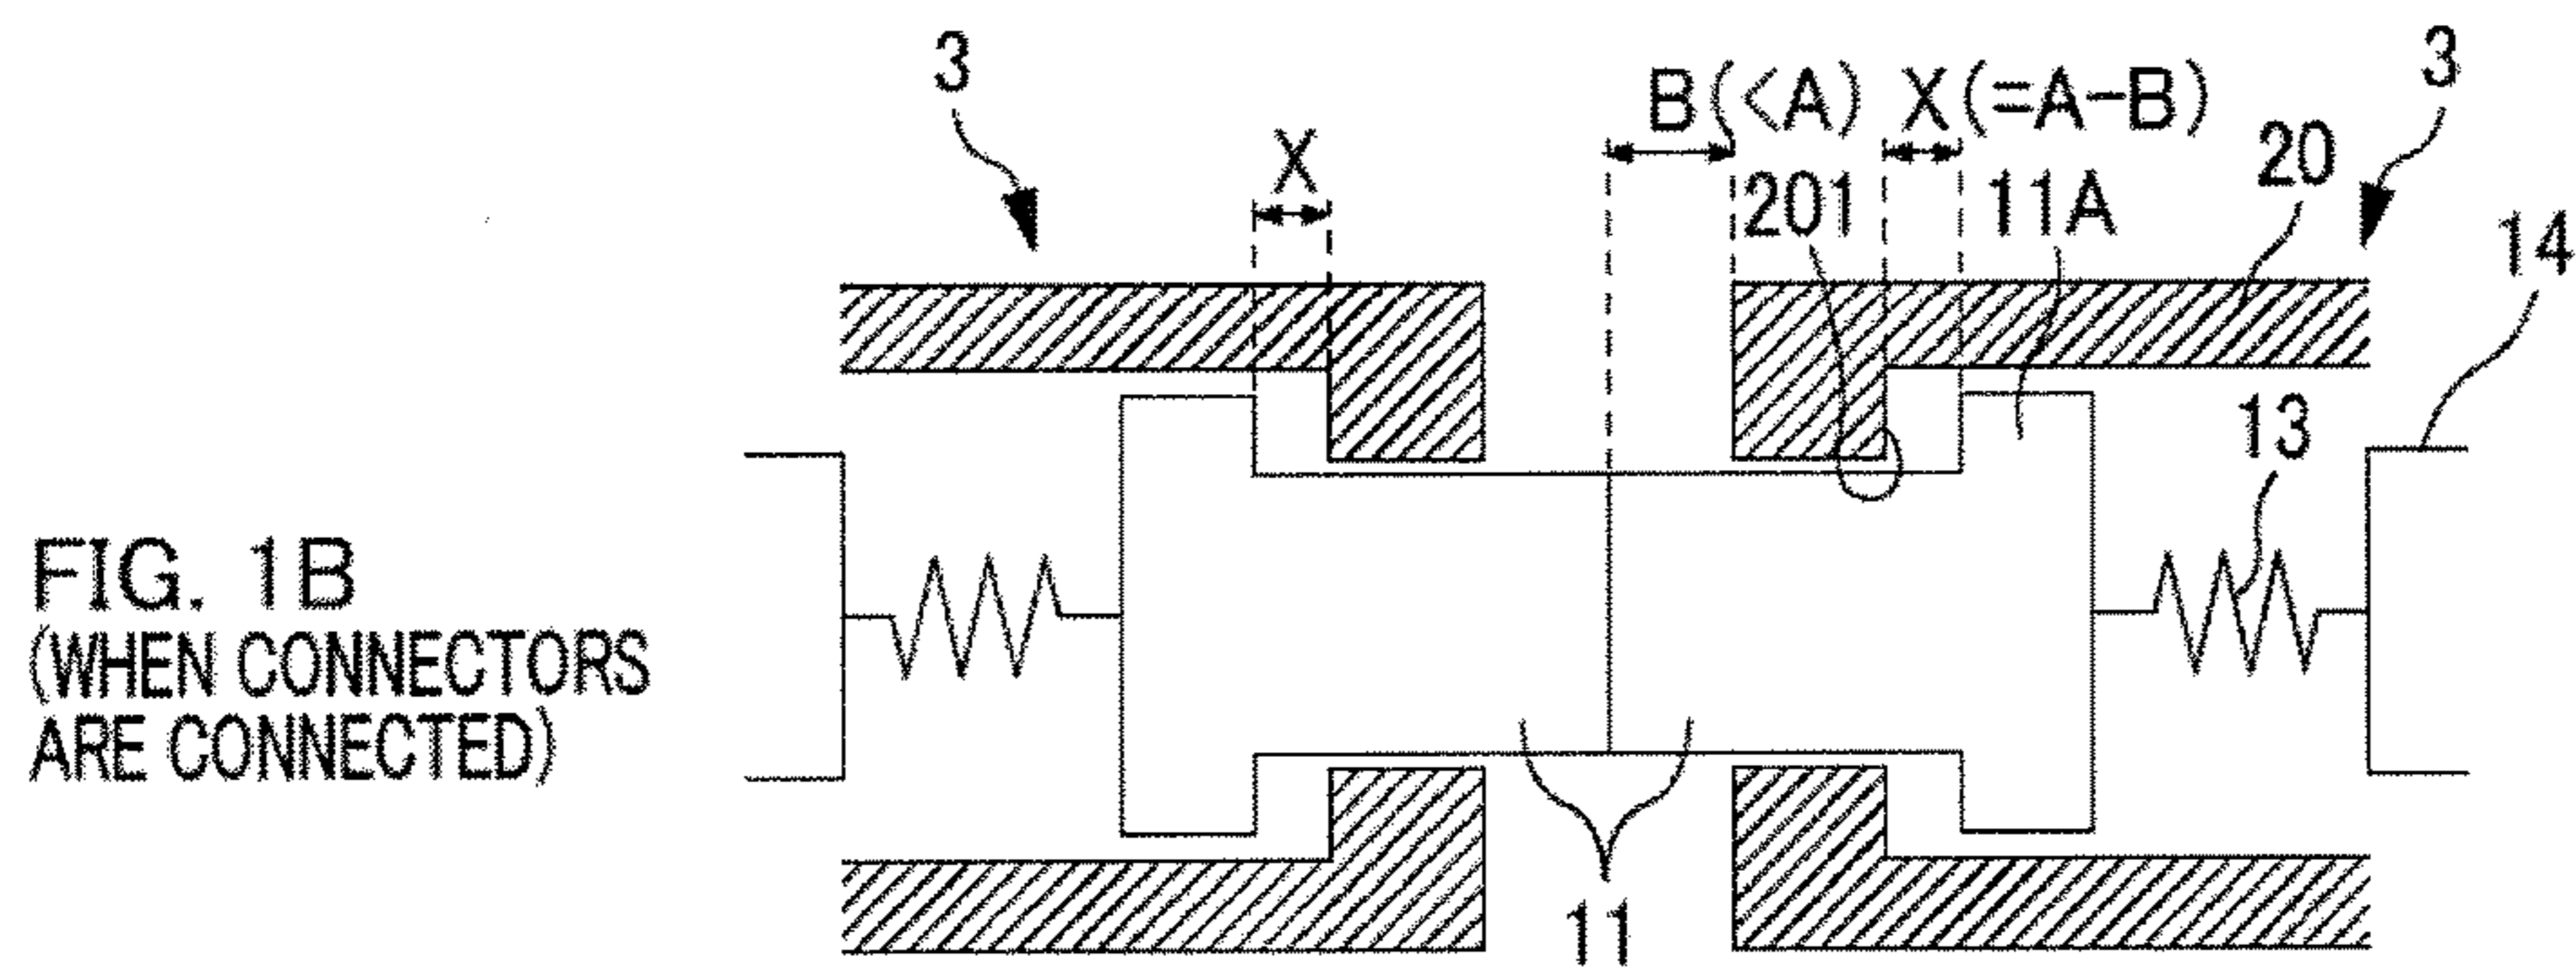 3
X
B(<A)
X(=A-B)
3
201
11A
20
14
13
FIG. 1B
(WHEN CONNECTORS
ARE CONNECTED)
11